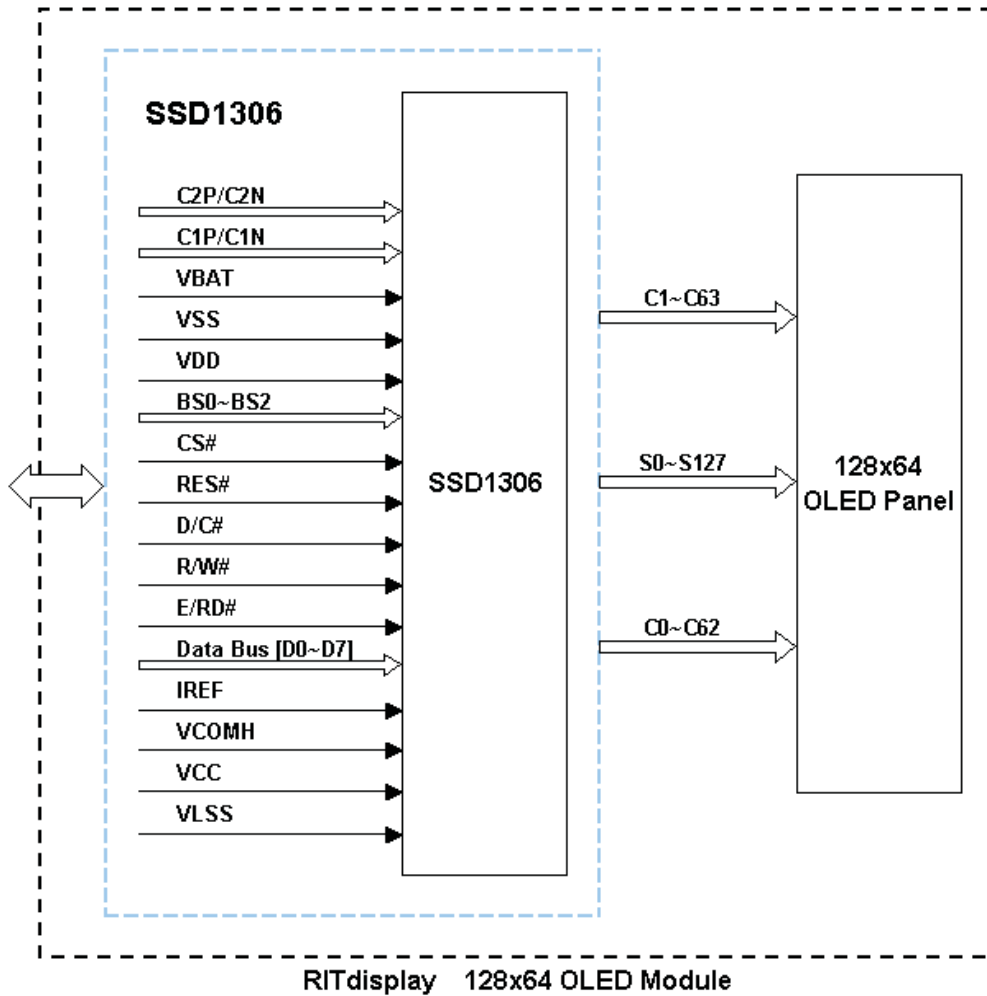 SSD1306
C2P/C2N
C1P/C1N
VBAT
VSS
VDD
BS0~BS2
CS#
RES#
D/C#
R/W#
E/RD#
Data Bus [D0~D7]
IREF
VCOMH
VCC
VLSS
SSD1306
C1~C63
S0~S127
C0~C62
128x64
OLED Panel
RITdisplay 128x64 OLED Module